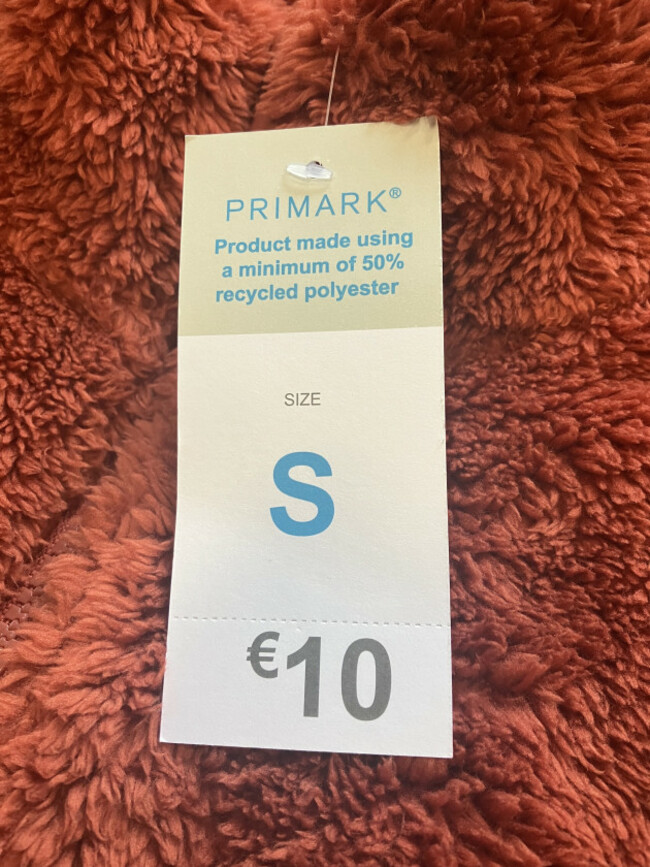 PRIMARK®
Product made using
a minimum of 50%
recycled polyester
SIZE
S
€10